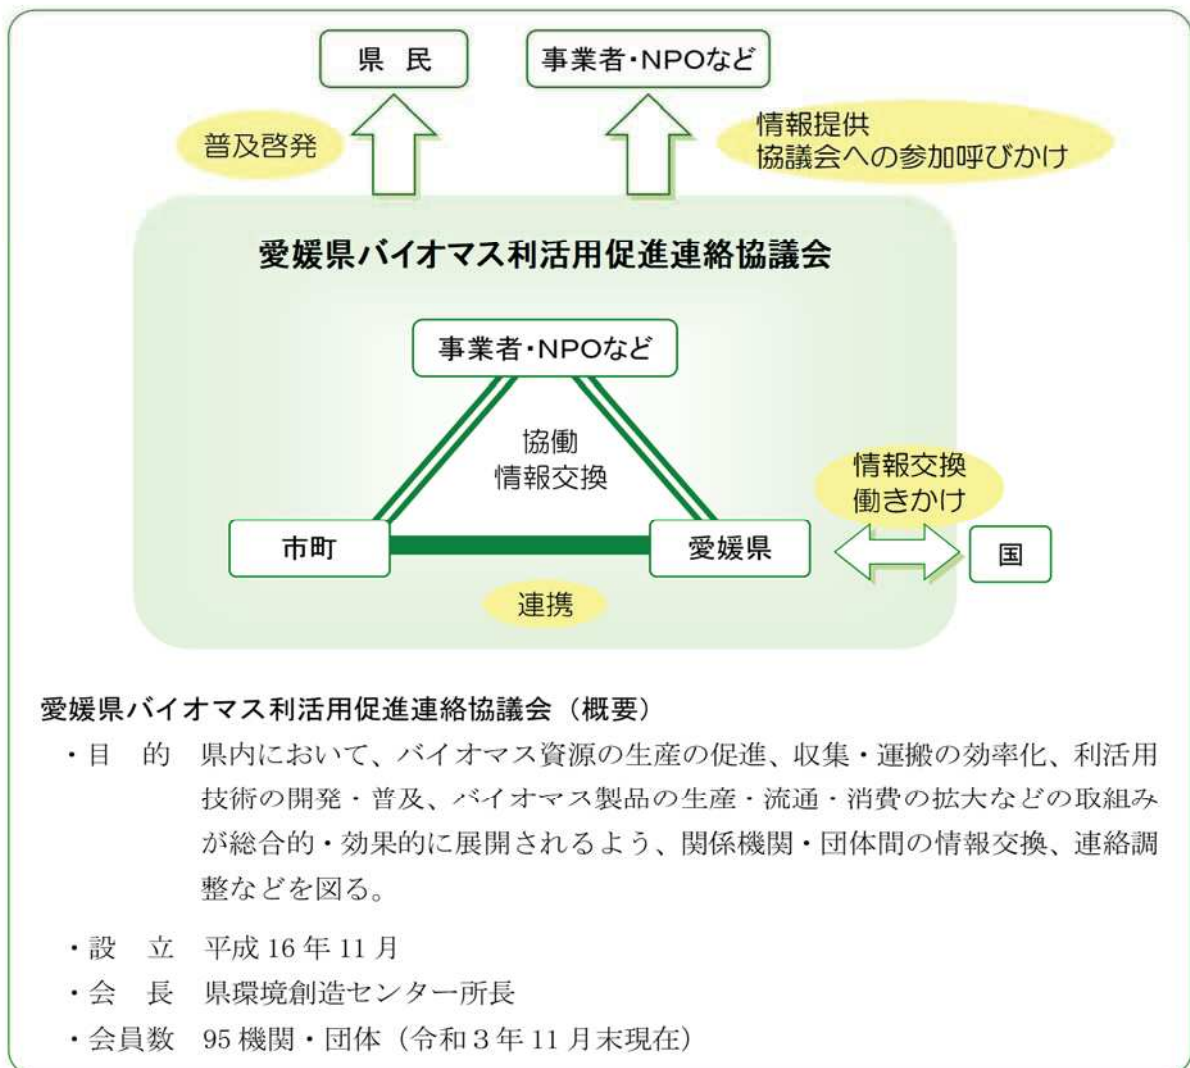 県 民
事業者・NPOなど
普及啓発
情報提供
協議会への参加呼びかけ
愛媛県バイオマス利活用促進連絡協議会
事業者・NPOなど
協働
情報交換
情報交換
働きかけ
市町
愛媛県
国
連携
愛媛県バイオマス利活用促進連絡協議会（概要）
・目　的　県内において、バイオマス資源の生産の促進、収集・運搬の効率化、利活用
技術の開発・普及、バイオマス製品の生産・流通・消費の拡大などの取組み
が総合的・効果的に展開されるよう、関係機関・団体間の情報交換、連絡調
整などを図る。
・設　立　平成 16 年 11 月
・会　長　県環境創造センター所長
・会員数　95 機関・団体（令和３年 11 月末現在）